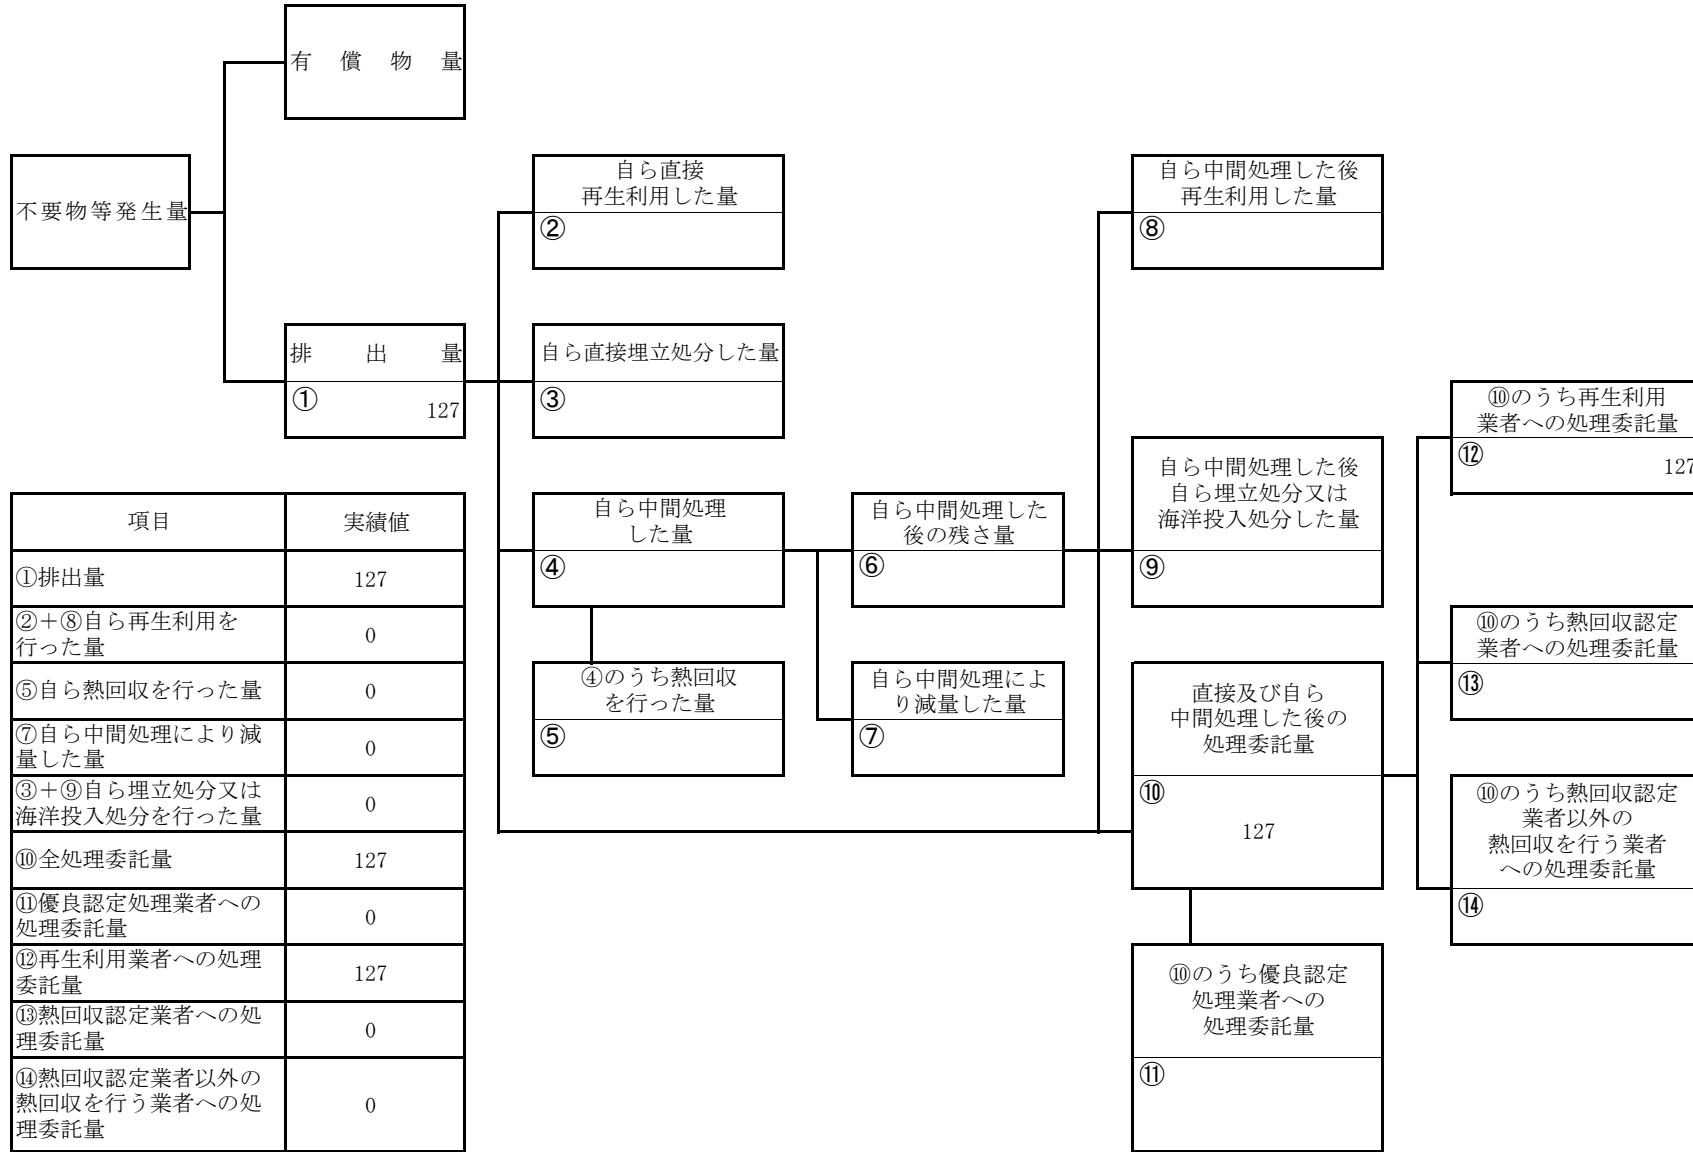 有償物量
不要物等発生量
自ら直接
再生利用した量
②
自ら中間処理した後
再生利用した量
⑧
排出量
①
127
自ら直接埋立処分した量
③
⑩のうち再生利用
業者への処理委託量
⑫
127
自ら中間処理した後
自ら埋立処分又は
海洋投入処分した量
⑨
自ら中間処理
した量
④
自ら中間処理した
後の残さ量
⑥
⑩のうち熱回収認定
業者への処理委託量
⑬
④のうち熱回収
を行った量
⑤
自ら中間処理によ
り減量した量
⑦
直接及び自ら
中間処理した後の
処理委託量
⑩
127
⑩のうち熱回収認定
業者以外の
熱回収を行う業者
への処理委託量
⑭
⑩のうち優良認定
処理業者への
処理委託量
⑪
項目 実績値
①排出量 127
②+⑧自ら再生利用を
行った量 0
⑤自ら熱回収を行った量 0
⑦自ら中間処理により減
量した量 0
③+⑨自ら埋立処分又は
海洋投入処分を行った量 0
⑩全処理委託量 127
⑪優良認定処理業者への
処理委託量 0
⑫再生利用業者への処理
委託量 127
⑬熱回収認定業者への処
理委託量 0
⑭熱回収認定業者以外の
熱回収を行う業者への処 0
理委託量